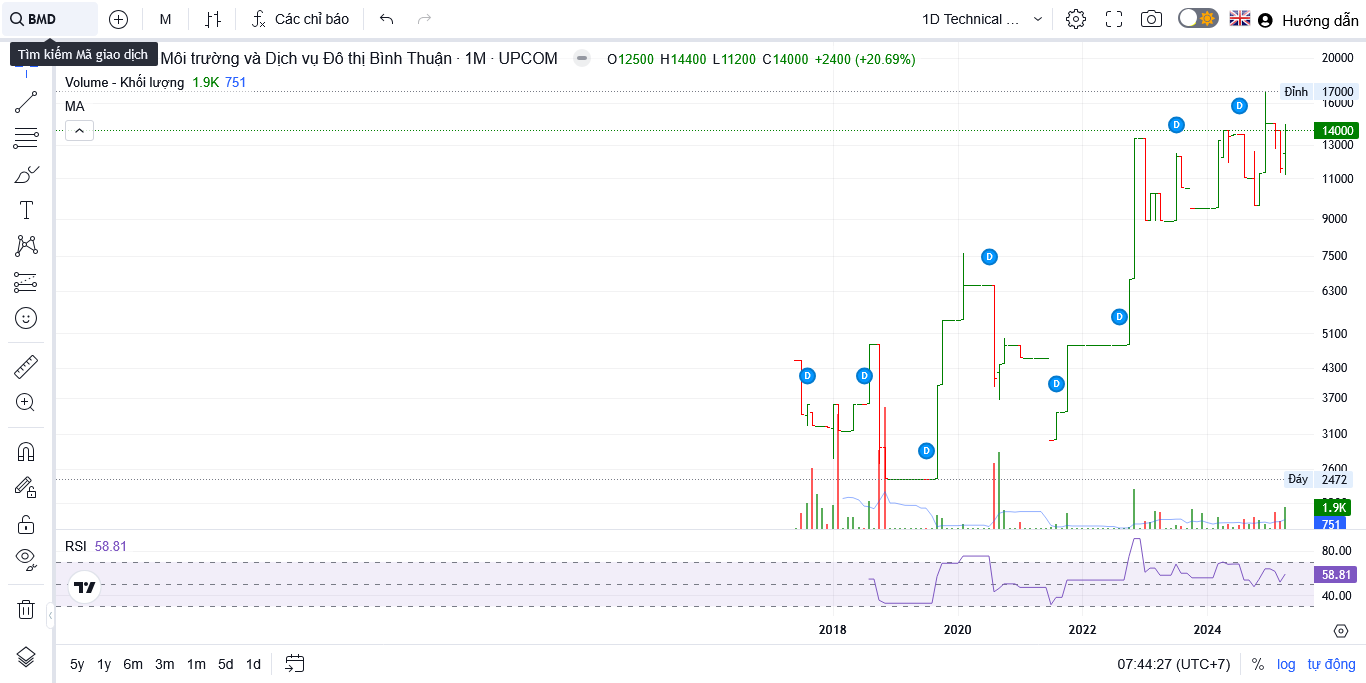 BMD
M
Các chỉ báo
1D Technical ...
Hướng dẫn
Tìm kiếm Mã giao dịch
Môi trường và Dịch vụ Đô thị Bình Thuận · 1M · UPCOM
O12500 H14400 L11200 C14000 +2400 (+20.69%)
Volume - Khối lượng 1.9K 751
MA
20000
Đỉnh 17000
16000
14000
13000
11000
9000
7500
6300
5100
4300
3700
3100
2600
Đáy 2472
1.9K
751
D
D
D
D
D
D
D
D
RSI 58.81
80.00
58.81
40.00
2018
2020
2022
2024
5y 1y 6m 3m 1m 5d 1d
07:44:27 (UTC+7)
% log tự động